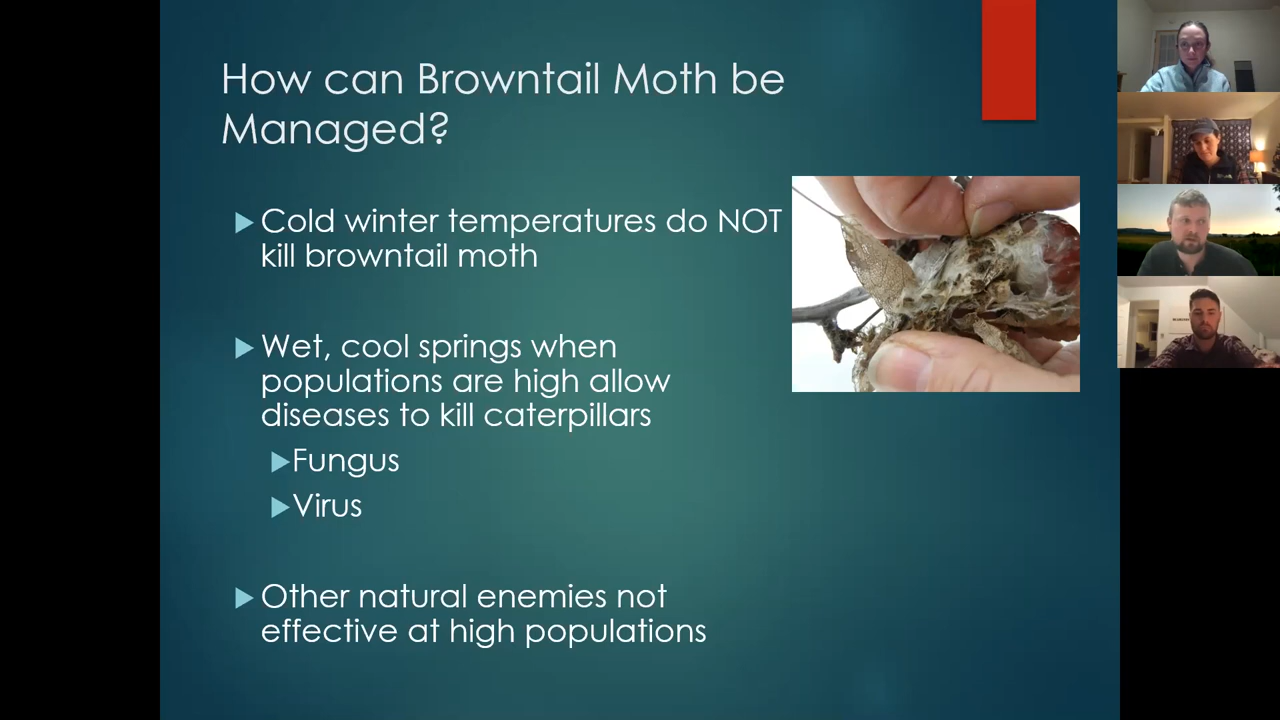 How can Browntail Moth be
Managed?
Cold winter temperatures do NOT
kill browntail moth
Wet, cool springs when
populations are high allow
diseases to kill caterpillars
Fungus
Virus
Other natural enemies not
effective at high populations